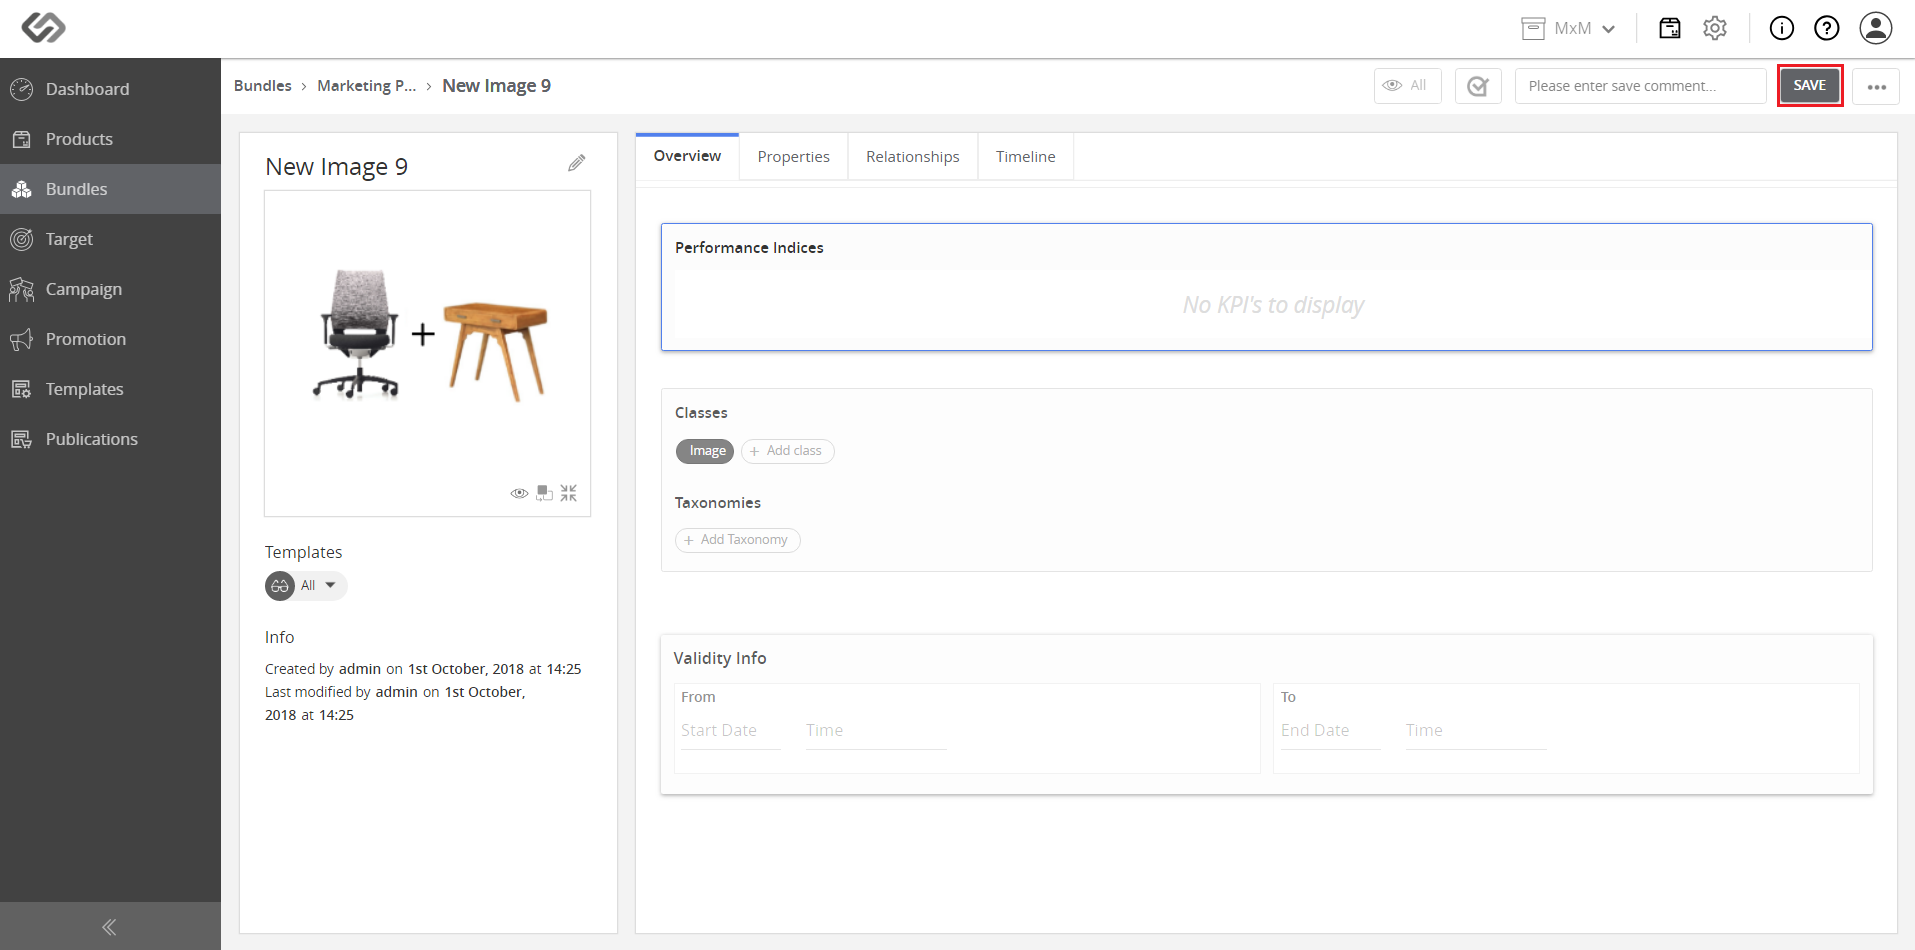 MxM
Dashboard
Products
Bundles
Target
Campaign
Promotion
Templates
Publications
Bundles > Marketing P... > New Image 9
All
Please enter save comment...
SAVE
New Image 9
Templates
All
Info
Created by admin on 1st October, 2018 at 14:25
Last modified by admin on 1st October,
2018 at 14:25
Overview Properties Relationships Timeline
Performance Indices
No KPI's to display
Classes
Image + Add class
Taxonomies
+ Add Taxonomy
Validity Info
From To
Start Date Time End Date Time